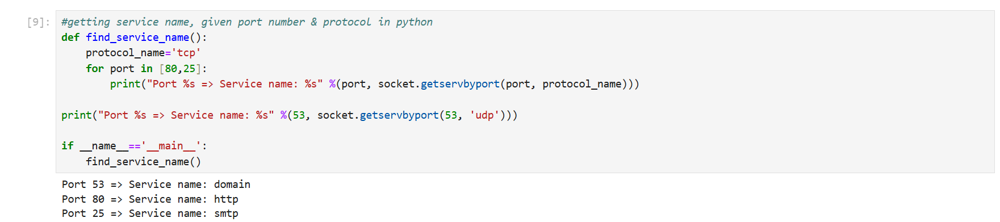 [9]: #getting service name, given port number & protocol in python
def find_service_name():
    protocol_name='tcp'
    for port in [80,25]:
        print("Port %s => Service name: %s" %(port, socket.getservbyport(port, protocol_name)))
print("Port %s => Service name: %s" %(53, socket.getservbyport(53, 'udp')))
if __name__=='__main__':
    find_service_name()
Port 53 => Service name: domain
Port 80 => Service name: http
Port 25 => Service name: smtp